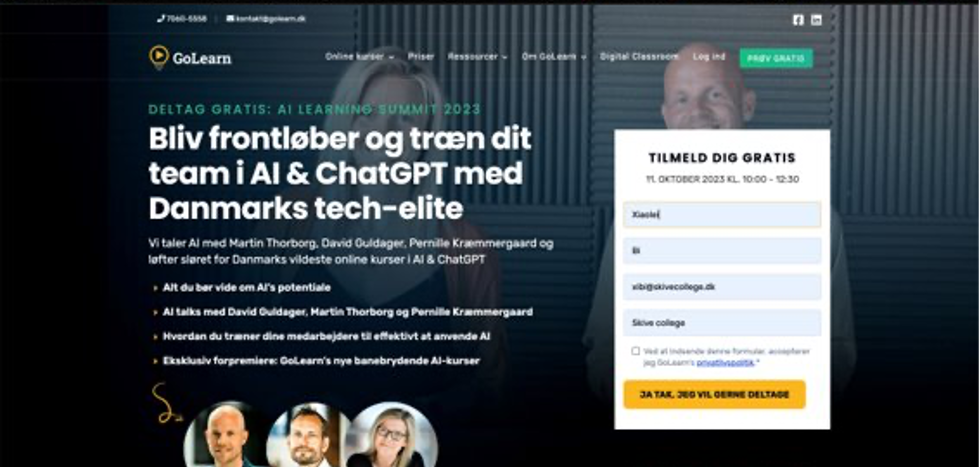 7060-5558 | kontakt@golearn.dk
GoLearn
Online kurser Priser Ressourcer Om GoLearn Digital Classroom Log ind PRØV GRATIS
DELTAG GRATIS: AI LEARNING SUMMIT 2023
Bliv frontløber og træn dit
team i AI & ChatGPT med
Danmarks tech-elite
Vi taler AI med Martin Thorborg, David Guldager, Pernille Kræmmergaard og
løfter sløret for Danmarks vildeste online kurser i AI & ChatGPT
Alt du bør vide om AI's potentiale
AI talks med David Guldager, Martin Thorborg og Pernille Kræmmergaard
Hvordan du træner dine medarbejdere til effektivt at anvende AI
Eksklusiv forpremiere: GoLearn's nye banebrydende AI-kurser
TILMELD DIG GRATIS
11. OKTOBER 2023 KL. 10:00 - 12:30
Xiaolei
Bi
xibi@skivecollege.dk
Skive college
Ved at indsende denne formular, accepterer
jeg GoLearn's privatlivspolitik.*
JA TAK, JEG VIL GERNE DELTAGE